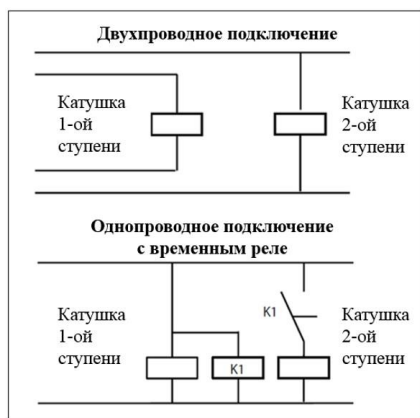 Двухпроводное подключение
Катушка
1-ой
ступени
Катушка
2-ой
ступени
Однопроводное подключение
с временным реле
Катушка
1-ой
ступени
K1
K1
Катушка
2-ой
ступени